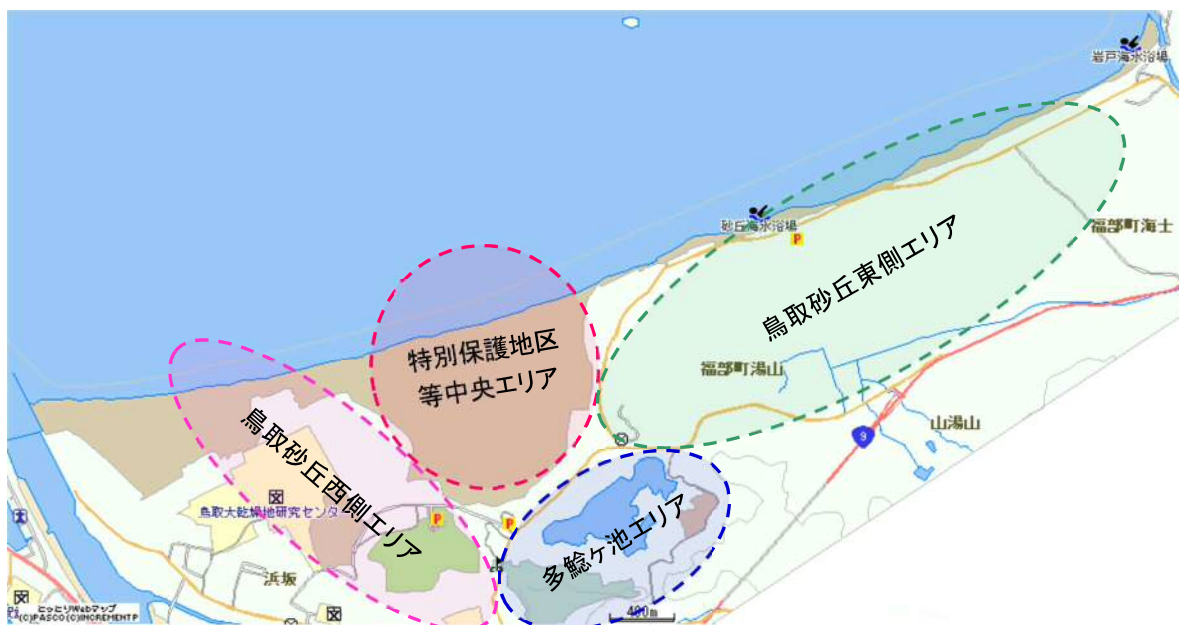 岩戸海水浴場
砂丘海水浴場
P
福部町海士
鳥取砂丘東側エリア
特別保護地区
等中央エリア
福部町湯山
山湯山
9
鳥取砂丘西側エリア
鳥取大乾燥地研究センター
P
P
多鯰ヶ池エリア
浜坂
とっとりWebマップ
(C)PASCO(C)INCREMENTP
400m